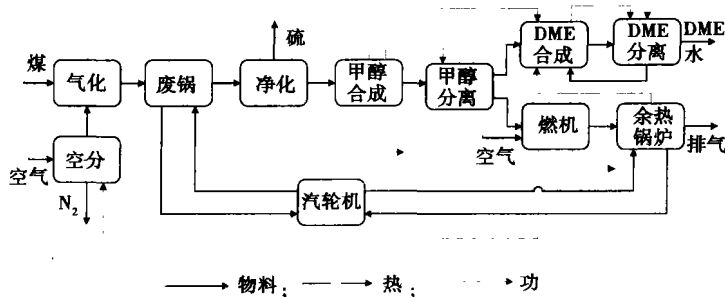 硫
煤
气化
废锅
净化
甲醇
合成
甲醇
分离
DME
合成
DME
分离
DME
水
空气
空分
N₂
空气
燃机
余热
锅炉
排气
汽轮机
物料；
热；
功